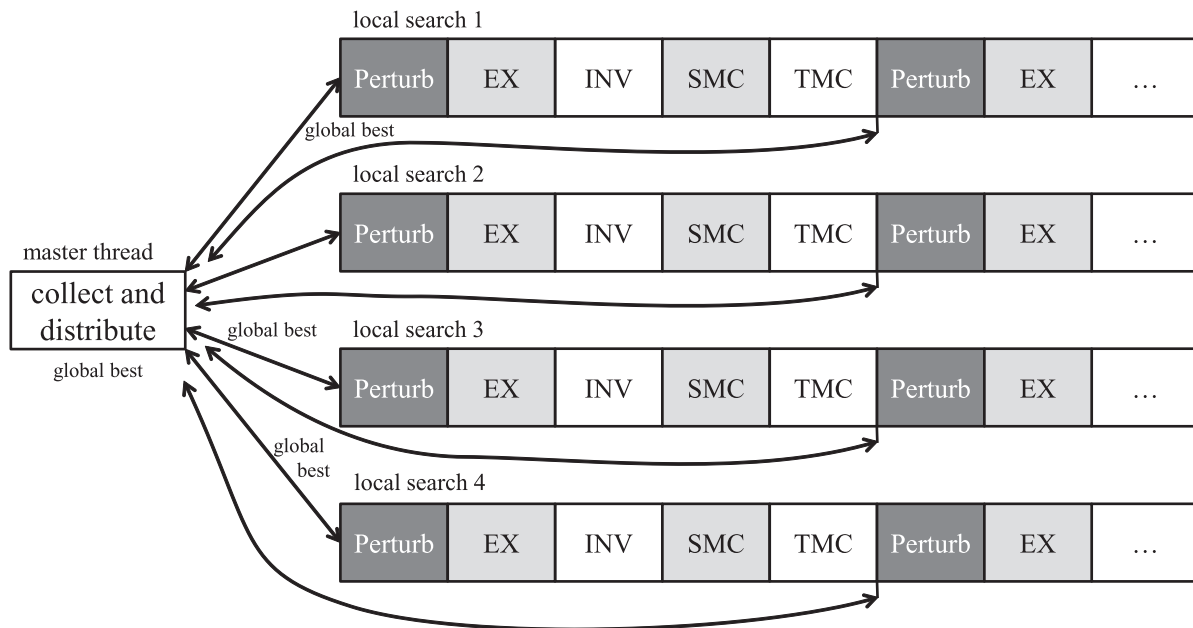 local search 1
Perturb EX INV SMC TMC Perturb EX …
global best
local search 2
Perturb EX INV SMC TMC Perturb EX …
master thread
collect and
distribute
global best
global best
local search 3
Perturb EX INV SMC TMC Perturb EX …
global
best
local search 4
Perturb EX INV SMC TMC Perturb EX …